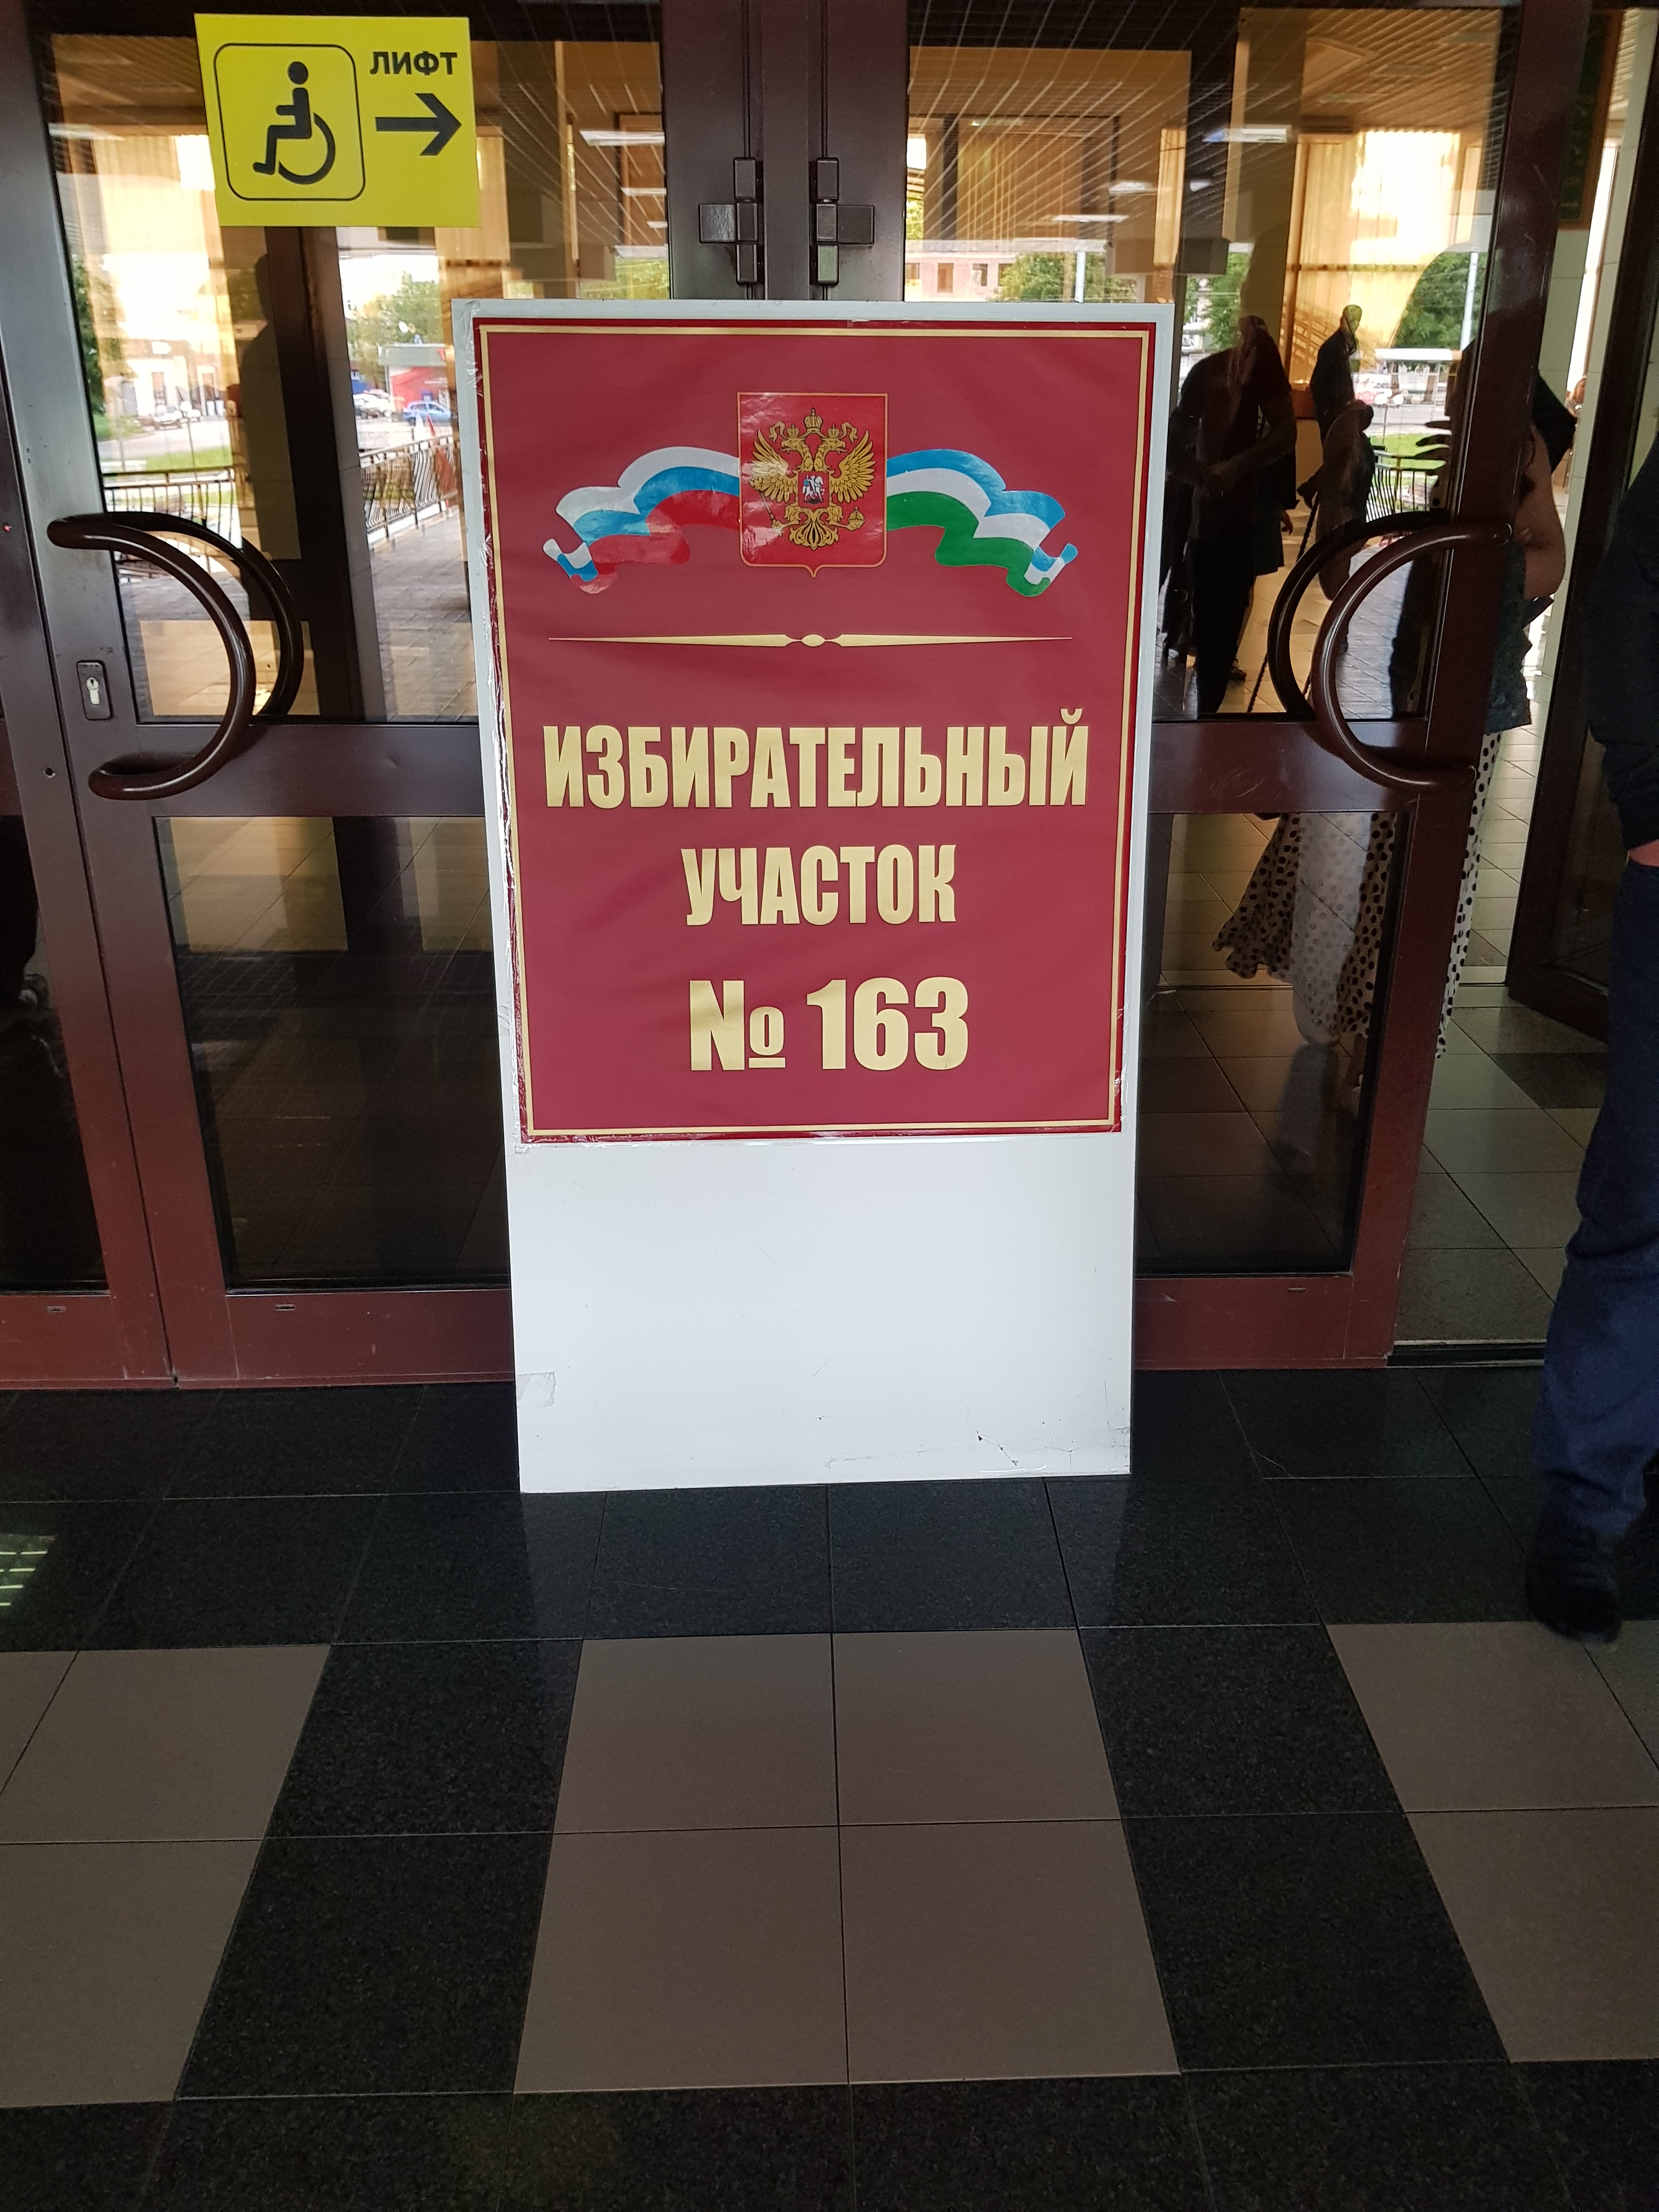 ЛИФТ
ИЗБИРАТЕЛЬНЫЙ
УЧАСТОК
№ 163